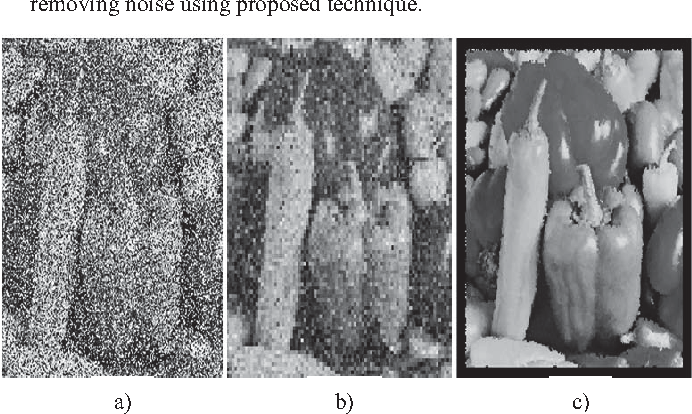 removing noise using proposed technique.
a)
b)
c)